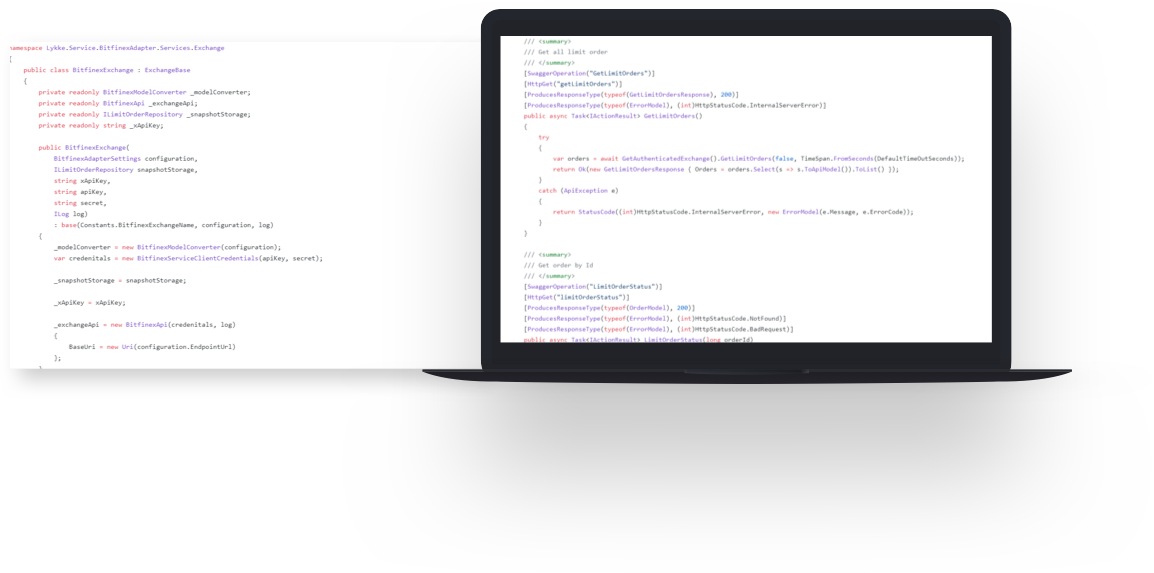 namespace Lykke.Service.BitfinexAdapter.Services.Exchange
{
public class BitfinexExchange : ExchangeBase
{
private readonly BitfinexModelConverter _modelConverter;
private readonly BitfinexApi _exchangeApi;
private readonly ILimitOrderRepository _snapshotStorage;
private readonly string _xApiKey;
public BitfinexExchange(
BitfinexAdapterSettings configuration,
ILimitOrderRepository snapshotStorage,
string xApiKey,
string apiKey,
string secret,
ILog log)
: base(Constants.BitfinexExchangeName, configuration, log)
{
_modelConverter = new BitfinexModelConverter(configuration);
var credenitals = new BitfinexServiceClientCredentials(apiKey, secret);
_snapshotStorage = snapshotStorage;
_xApiKey = xApiKey;
_exchangeApi = new BitfinexApi(credenitals, log)
{
BaseUri = new Uri(configuration.EndpointUrl)
};
/// <summary>
/// Get all limit order
/// </summary>
[SwaggerOperation("GetLimitOrders")]
[HttpGet("getLimitOrders")]
[ProducesResponseType(typeof(GetLimitOrdersResponse), 200)]
[ProducesResponseType(typeof(ErrorModel), (int)HttpStatusCode.InternalServerError)]
public async Task<IActionResult> GetLimitOrders()
{
try
{
var orders = await GetAuthenticatedExchange().GetLimitOrders(false, TimeSpan.FromSeconds(DefaultTimeOutSeconds));
return Ok(new GetLimitOrdersResponse { Orders = orders.Select(s => s.ToApiModel()).ToList() });
}
catch (ApiException e)
{
return StatusCode((int)HttpStatusCode.InternalServerError, new ErrorModel(e.Message, e.ErrorCode));
}
}
/// <summary>
/// Get order by Id
/// </summary>
[SwaggerOperation("LimitOrderStatus")]
[HttpGet("limitOrderStatus")]
[ProducesResponseType(typeof(OrderModel), 200)]
[ProducesResponseType(typeof(ErrorModel), (int)HttpStatusCode.NotFound)]
[ProducesResponseType(typeof(ErrorModel), (int)HttpStatusCode.BadRequest)]
public async Task<IActionResult> LimitOrderStatus(long orderId)